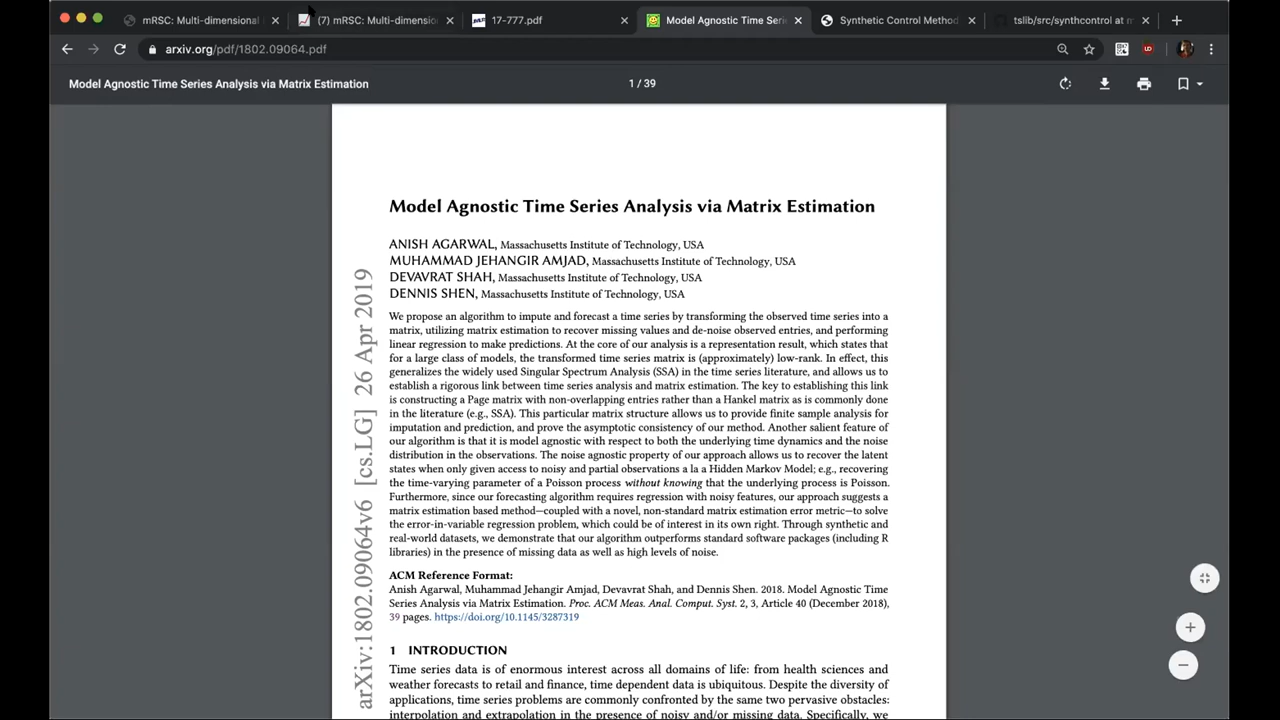 mRSC: Multi-dimensional
(7) mRSC: Multi-dimensio
17-777.pdf
Model Agnostic Time Seri
Synthetic Control Method
tslib/src/synthcontrol at m
arxiv.org/pdf/1802.09064.pdf
Model Agnostic Time Series Analysis via Matrix Estimation
1 / 39
Model Agnostic Time Series Analysis via Matrix Estimation
ANISH AGARWAL, Massachusetts Institute of Technology, USA
MUHAMMAD JEHANGIR AMJAD, Massachusetts Institute of Technology, USA
DEVAVRAT SHAH, Massachusetts Institute of Technology, USA
DENNIS SHEN, Massachusetts Institute of Technology, USA
We propose an algorithm to impute and forecast a time series by transforming the observed time series into a
matrix, utilizing matrix estimation to recover missing values and de-noise observed entries, and performing
linear regression to make predictions. At the core of our analysis is a representation result, which states that
for a large class of models, the transformed time series matrix is (approximately) low-rank. In effect, this
generalizes the widely used Singular Spectrum Analysis (SSA) in the time series literature, and allows us to
establish a rigorous link between time series analysis and matrix estimation. The key to establishing this link
is constructing a Page matrix with non-overlapping entries rather than a Hankel matrix as is commonly done
in the literature (e.g., SSA). This particular matrix structure allows us to provide finite sample analysis for
imputation and prediction, and prove the asymptotic consistency of our method. Another salient feature of
our algorithm is that it is model agnostic with respect to both the underlying time dynamics and the noise
distribution in the observations. The noise agnostic property of our approach allows us to recover the latent
states when only given access to noisy and partial observations a la a Hidden Markov Model; e.g., recovering
the time-varying parameter of a Poisson process without knowing that the underlying process is Poisson.
Furthermore, since our forecasting algorithm requires regression with noisy features, our approach suggests a
matrix estimation based method—coupled with a novel, non-standard matrix estimation error metric—to solve
the error-in-variable regression problem, which could be of interest in its own right. Through synthetic and
real-world datasets, we demonstrate that our algorithm outperforms standard software packages (including R
libraries) in the presence of missing data as well as high levels of noise.
ACM Reference Format:
Anish Agarwal, Muhammad Jehangir Amjad, Devavrat Shah, and Dennis Shen. 2018. Model Agnostic Time
Series Analysis via Matrix Estimation. Proc. ACM Meas. Anal. Comput. Syst. 2, 3, Article 40 (December 2018),
39 pages. https://doi.org/10.1145/3287319
1 INTRODUCTION
Time series data is of enormous interest across all domains of life: from health sciences and
weather forecasts to retail and finance, time dependent data is ubiquitous. Despite the diversity of
applications, time series problems are commonly confronted by the same two pervasive obstacles:
interpolation and extrapolation in the presence of noisy and/or missing data. Specifically, we
arXiv:1802.09064v6 [cs.LG] 26 Apr 2019